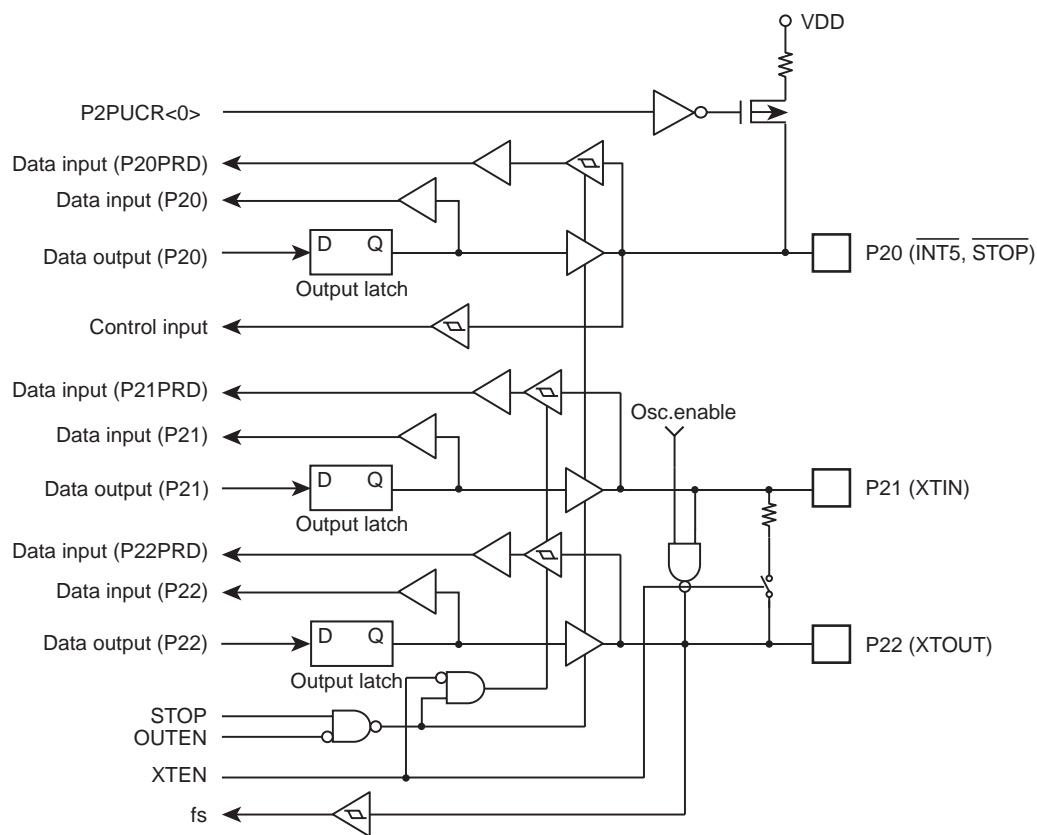 VDD
P2PUCR<0>
Data input (P20PRD)
Data input (P20)
Data output (P20)
D Q
Output latch
P20 (INT5, STOP)
Control input
Data input (P21PRD)
Osc.enable
Data input (P21)
Data output (P21)
D Q
Output latch
P21 (XTIN)
Data input (P22PRD)
Data input (P22)
Data output (P22)
D Q
Output latch
P22 (XTOUT)
STOP
OUTEN
XTEN
fs